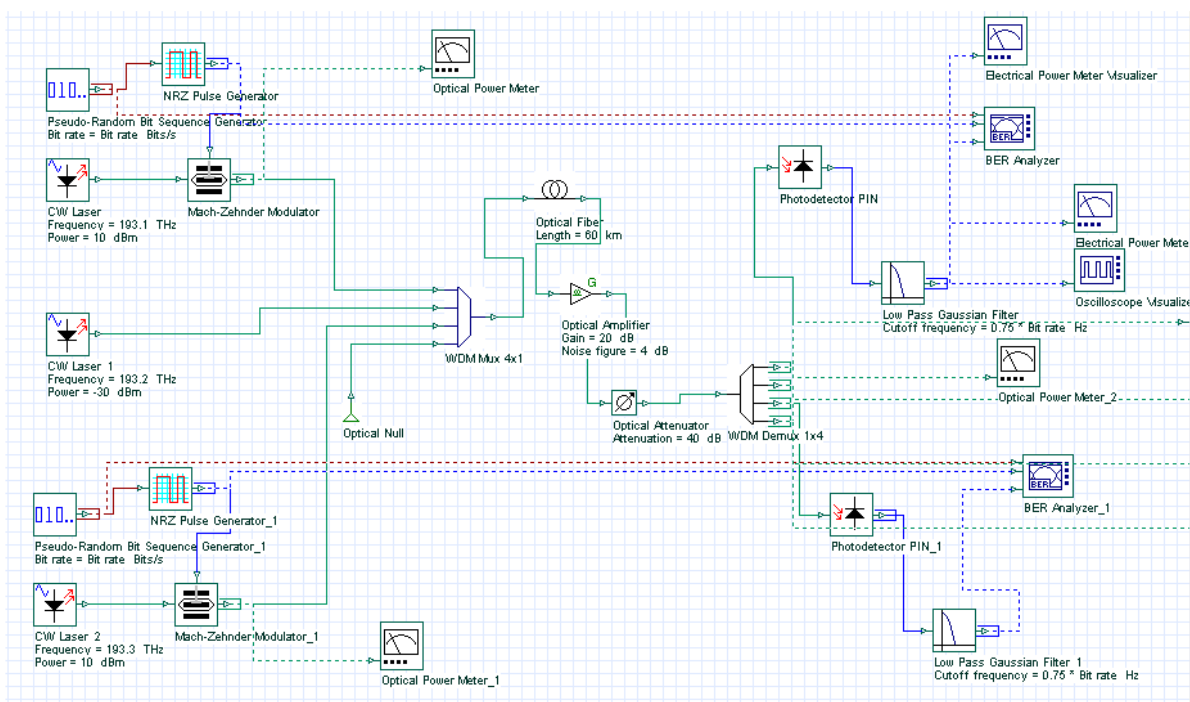 Optical Power Meter
Electrical Power Meter Visualizer
NRZ Pulse Generator
010..
Pseudo-Random Bit Sequence Generator
Bit rate = Bit rate Bits/s
BER
BER Analyzer
CW Laser
Frequency = 193.1 THz
Power = 10 dBm
Mach-Zehnder Modulator
Photodetector PIN
Optical Fiber
Length = 60 km
Electrical Power Mete
G
Oscilloscope Visualize
Low Pass Gaussian Filter
Cutoff frequency = 0.75 * Bit rate Hz
Optical Amplifier
Gain = 20 dB
Noise figure = 4 dB
WDM Mux 4x1
CW Laser 1
Frequency = 193.2 THz
Power = -30 dBm
Optical Power Meter_2
Optical Null
Optical Attenuator
Attenuation = 40 dB
WDM Demux 1x4
BER
BER Analyzer_1
NRZ Pulse Generator_1
010..
Pseudo-Random Bit Sequence Generator_1
Bit rate = Bit rate Bits/s
Photodetector PIN_1
CW Laser 2
Frequency = 193.3 THz
Power = 10 dBm
Mach-Zehnder Modulator_1
Optical Power Meter_1
Low Pass Gaussian Filter_1
Cutoff frequency = 0.75 * Bit rate Hz